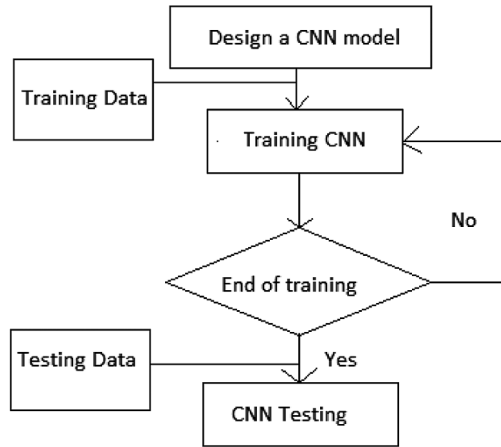 Design a CNN model
Training Data
Training CNN
No
End of training
Testing Data
Yes
CNN Testing